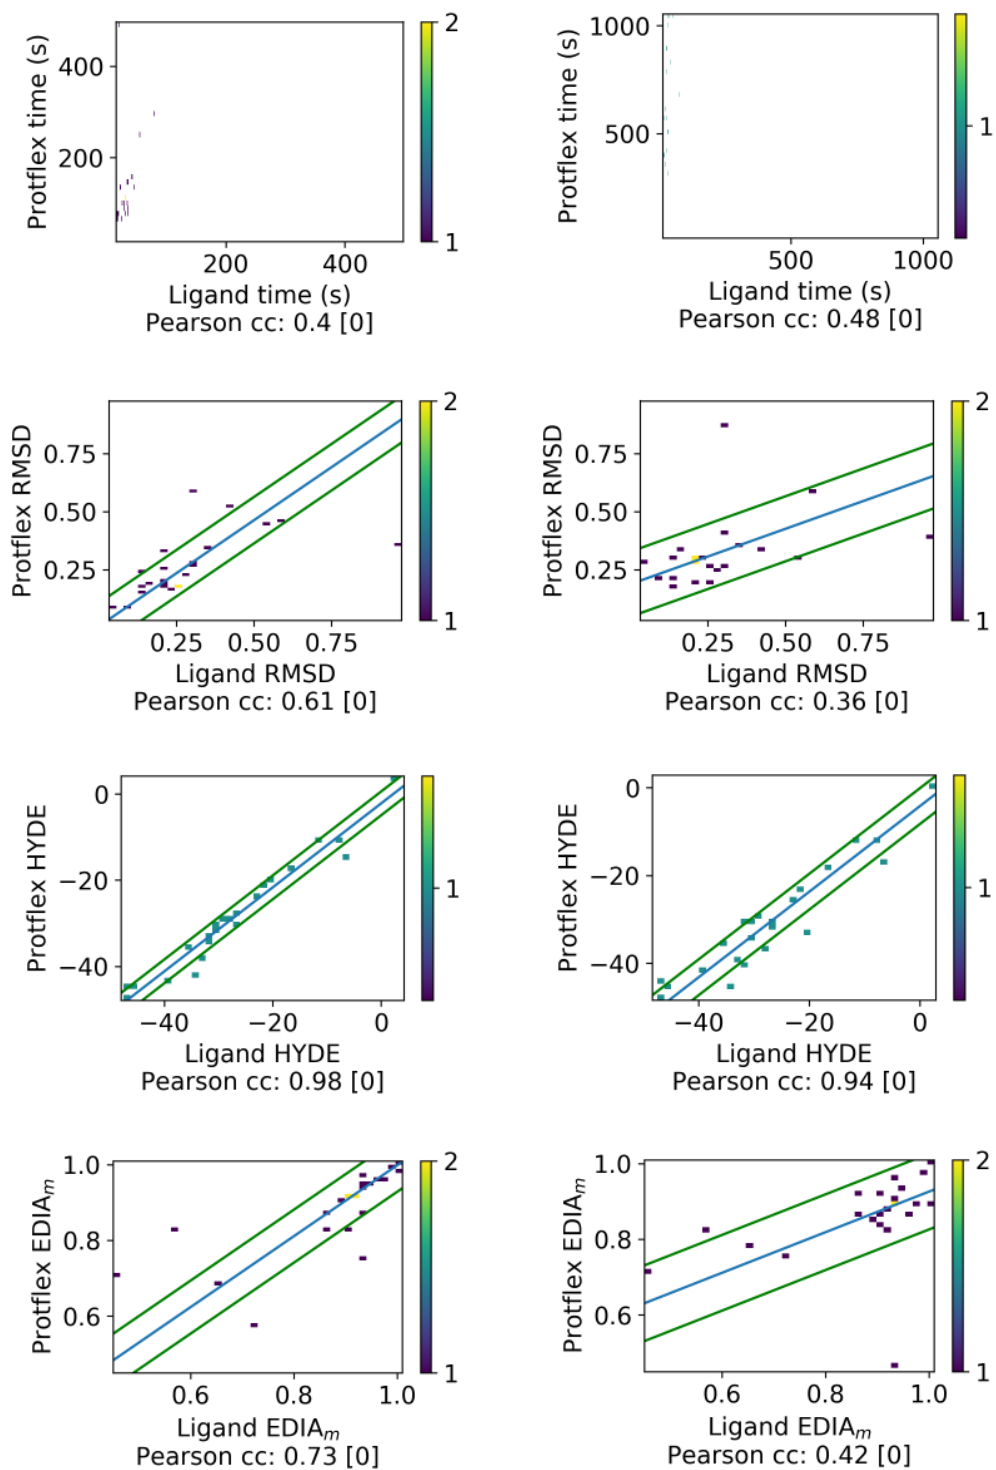 Protflex time (s)
400
200
200
400
Ligand time (s)
Pearson cc: 0.4 [0]
2
1
Protflex time (s)
1000
500
500
1000
Ligand time (s)
Pearson cc: 0.48 [0]
1
Protflex RMSD
0.75
0.50
0.25
0.25
0.50
0.75
Ligand RMSD
Pearson cc: 0.61 [0]
2
1
Protflex RMSD
0.75
0.50
0.25
0.25
0.50
0.75
Ligand RMSD
Pearson cc: 0.36 [0]
2
1
Protflex HYDE
0
−20
−40
−40
−20
0
Ligand HYDE
Pearson cc: 0.98 [0]
1
Protflex HYDE
0
−20
−40
−40
−20
0
Ligand HYDE
Pearson cc: 0.94 [0]
1
Protflex EDIAₘ
1.0
0.8
0.6
0.6
0.8
1.0
Ligand EDIAₘ
Pearson cc: 0.73 [0]
2
1
Protflex EDIAₘ
1.0
0.8
0.6
0.6
0.8
1.0
Ligand EDIAₘ
Pearson cc: 0.42 [0]
2
1